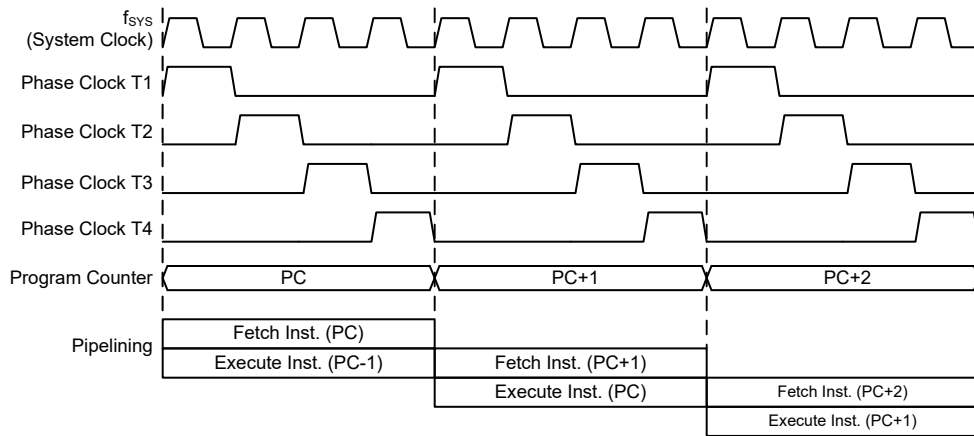 fSYS
(System Clock)
Phase Clock T1
Phase Clock T2
Phase Clock T3
Phase Clock T4
Program Counter PC PC+1 PC+2
Pipelining
Fetch Inst. (PC)
Execute Inst. (PC-1) Fetch Inst. (PC+1)
Execute Inst. (PC) Fetch Inst. (PC+2)
Execute Inst. (PC+1)